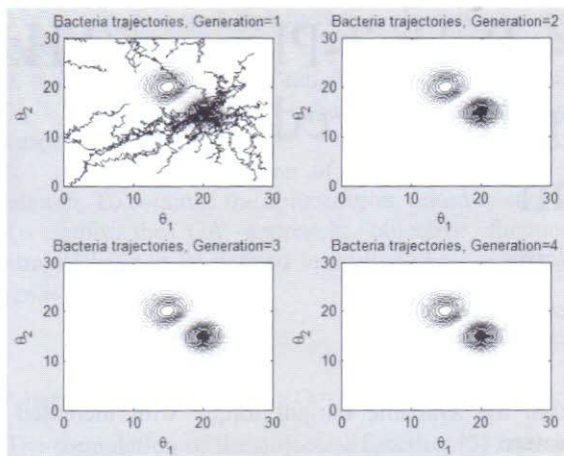 Bacteria trajectories, Generation=1
Bacteria trajectories, Generation=2
30
20
10
0
θ₂
0 10 20 30
θ₁
30
20
10
0
θ₂
0 10 20 30
θ₁
Bacteria trajectories, Generation=3
Bacteria trajectories, Generation=4
30
20
10
0
θ₂
0 10 20 30
θ₁
30
20
10
0
θ₂
0 10 20 30
θ₁